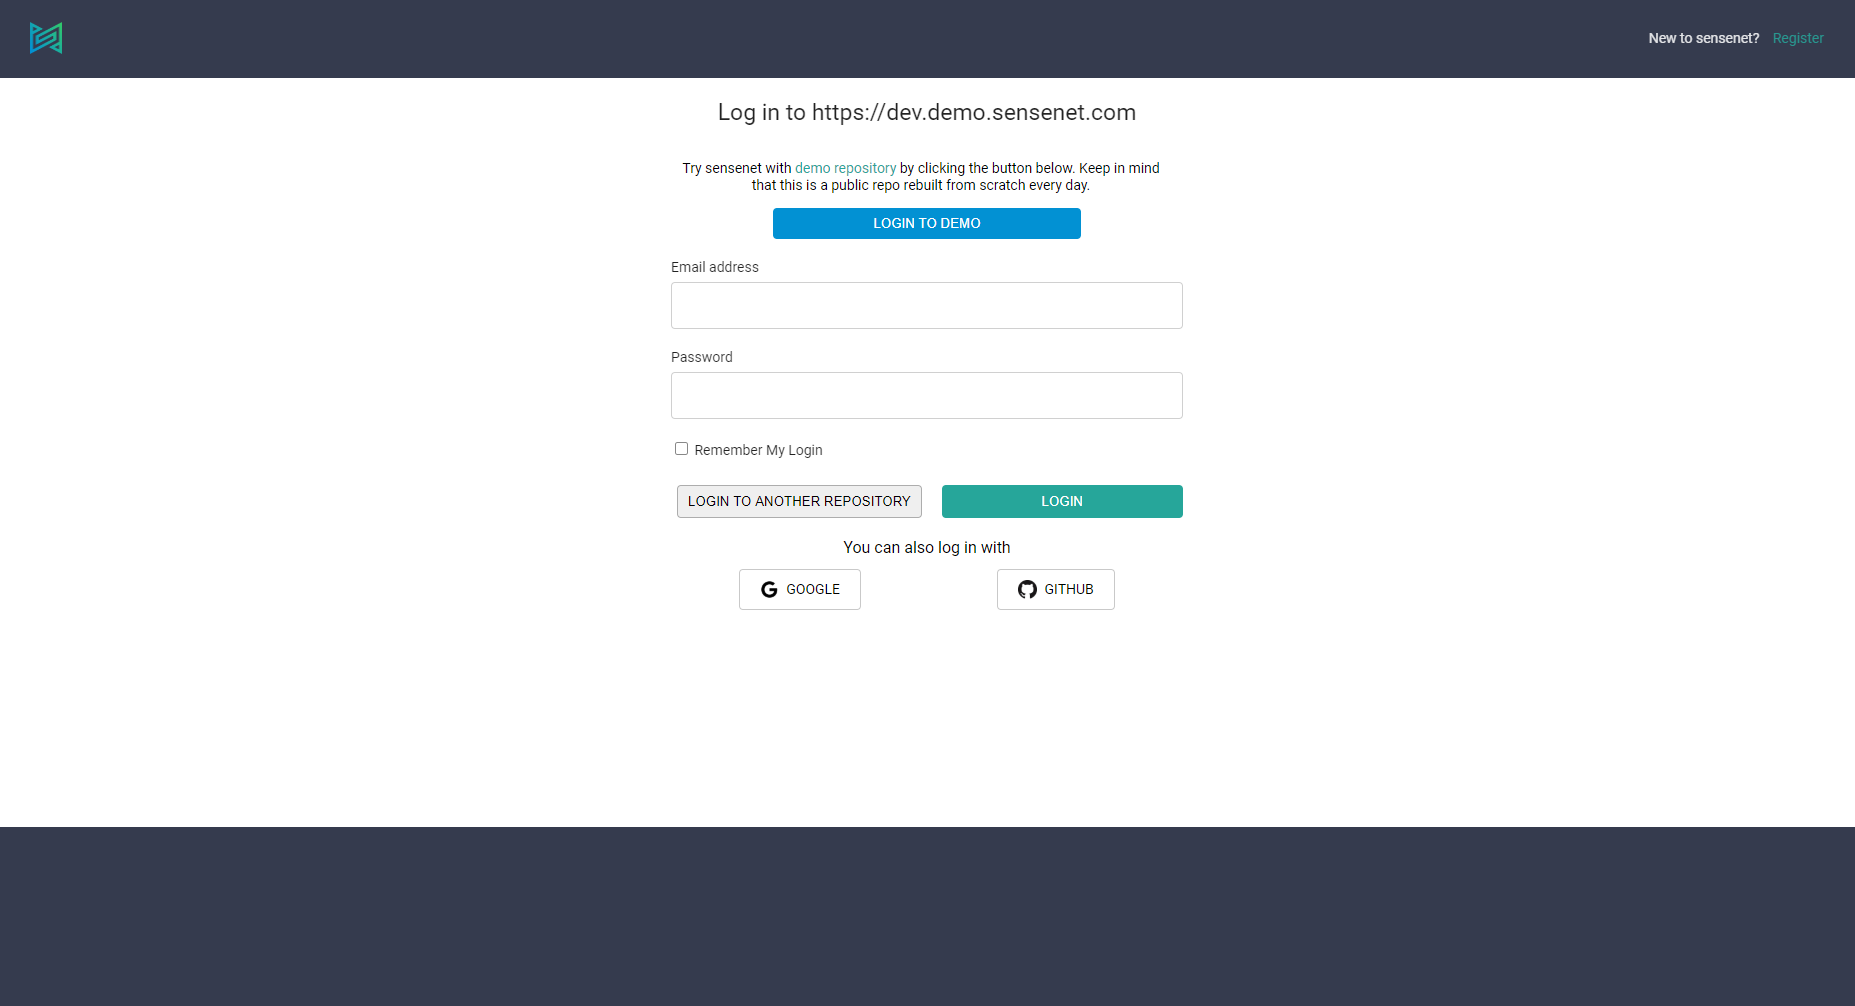 New to sensenet? Register
Log in to https://dev.demo.sensenet.com
Try sensenet with demo repository by clicking the button below. Keep in mind
that this is a public repo rebuilt from scratch every day.
LOGIN TO DEMO
Email address
Password
Remember My Login
LOGIN TO ANOTHER REPOSITORY
LOGIN
You can also log in with
GOOGLE
GITHUB